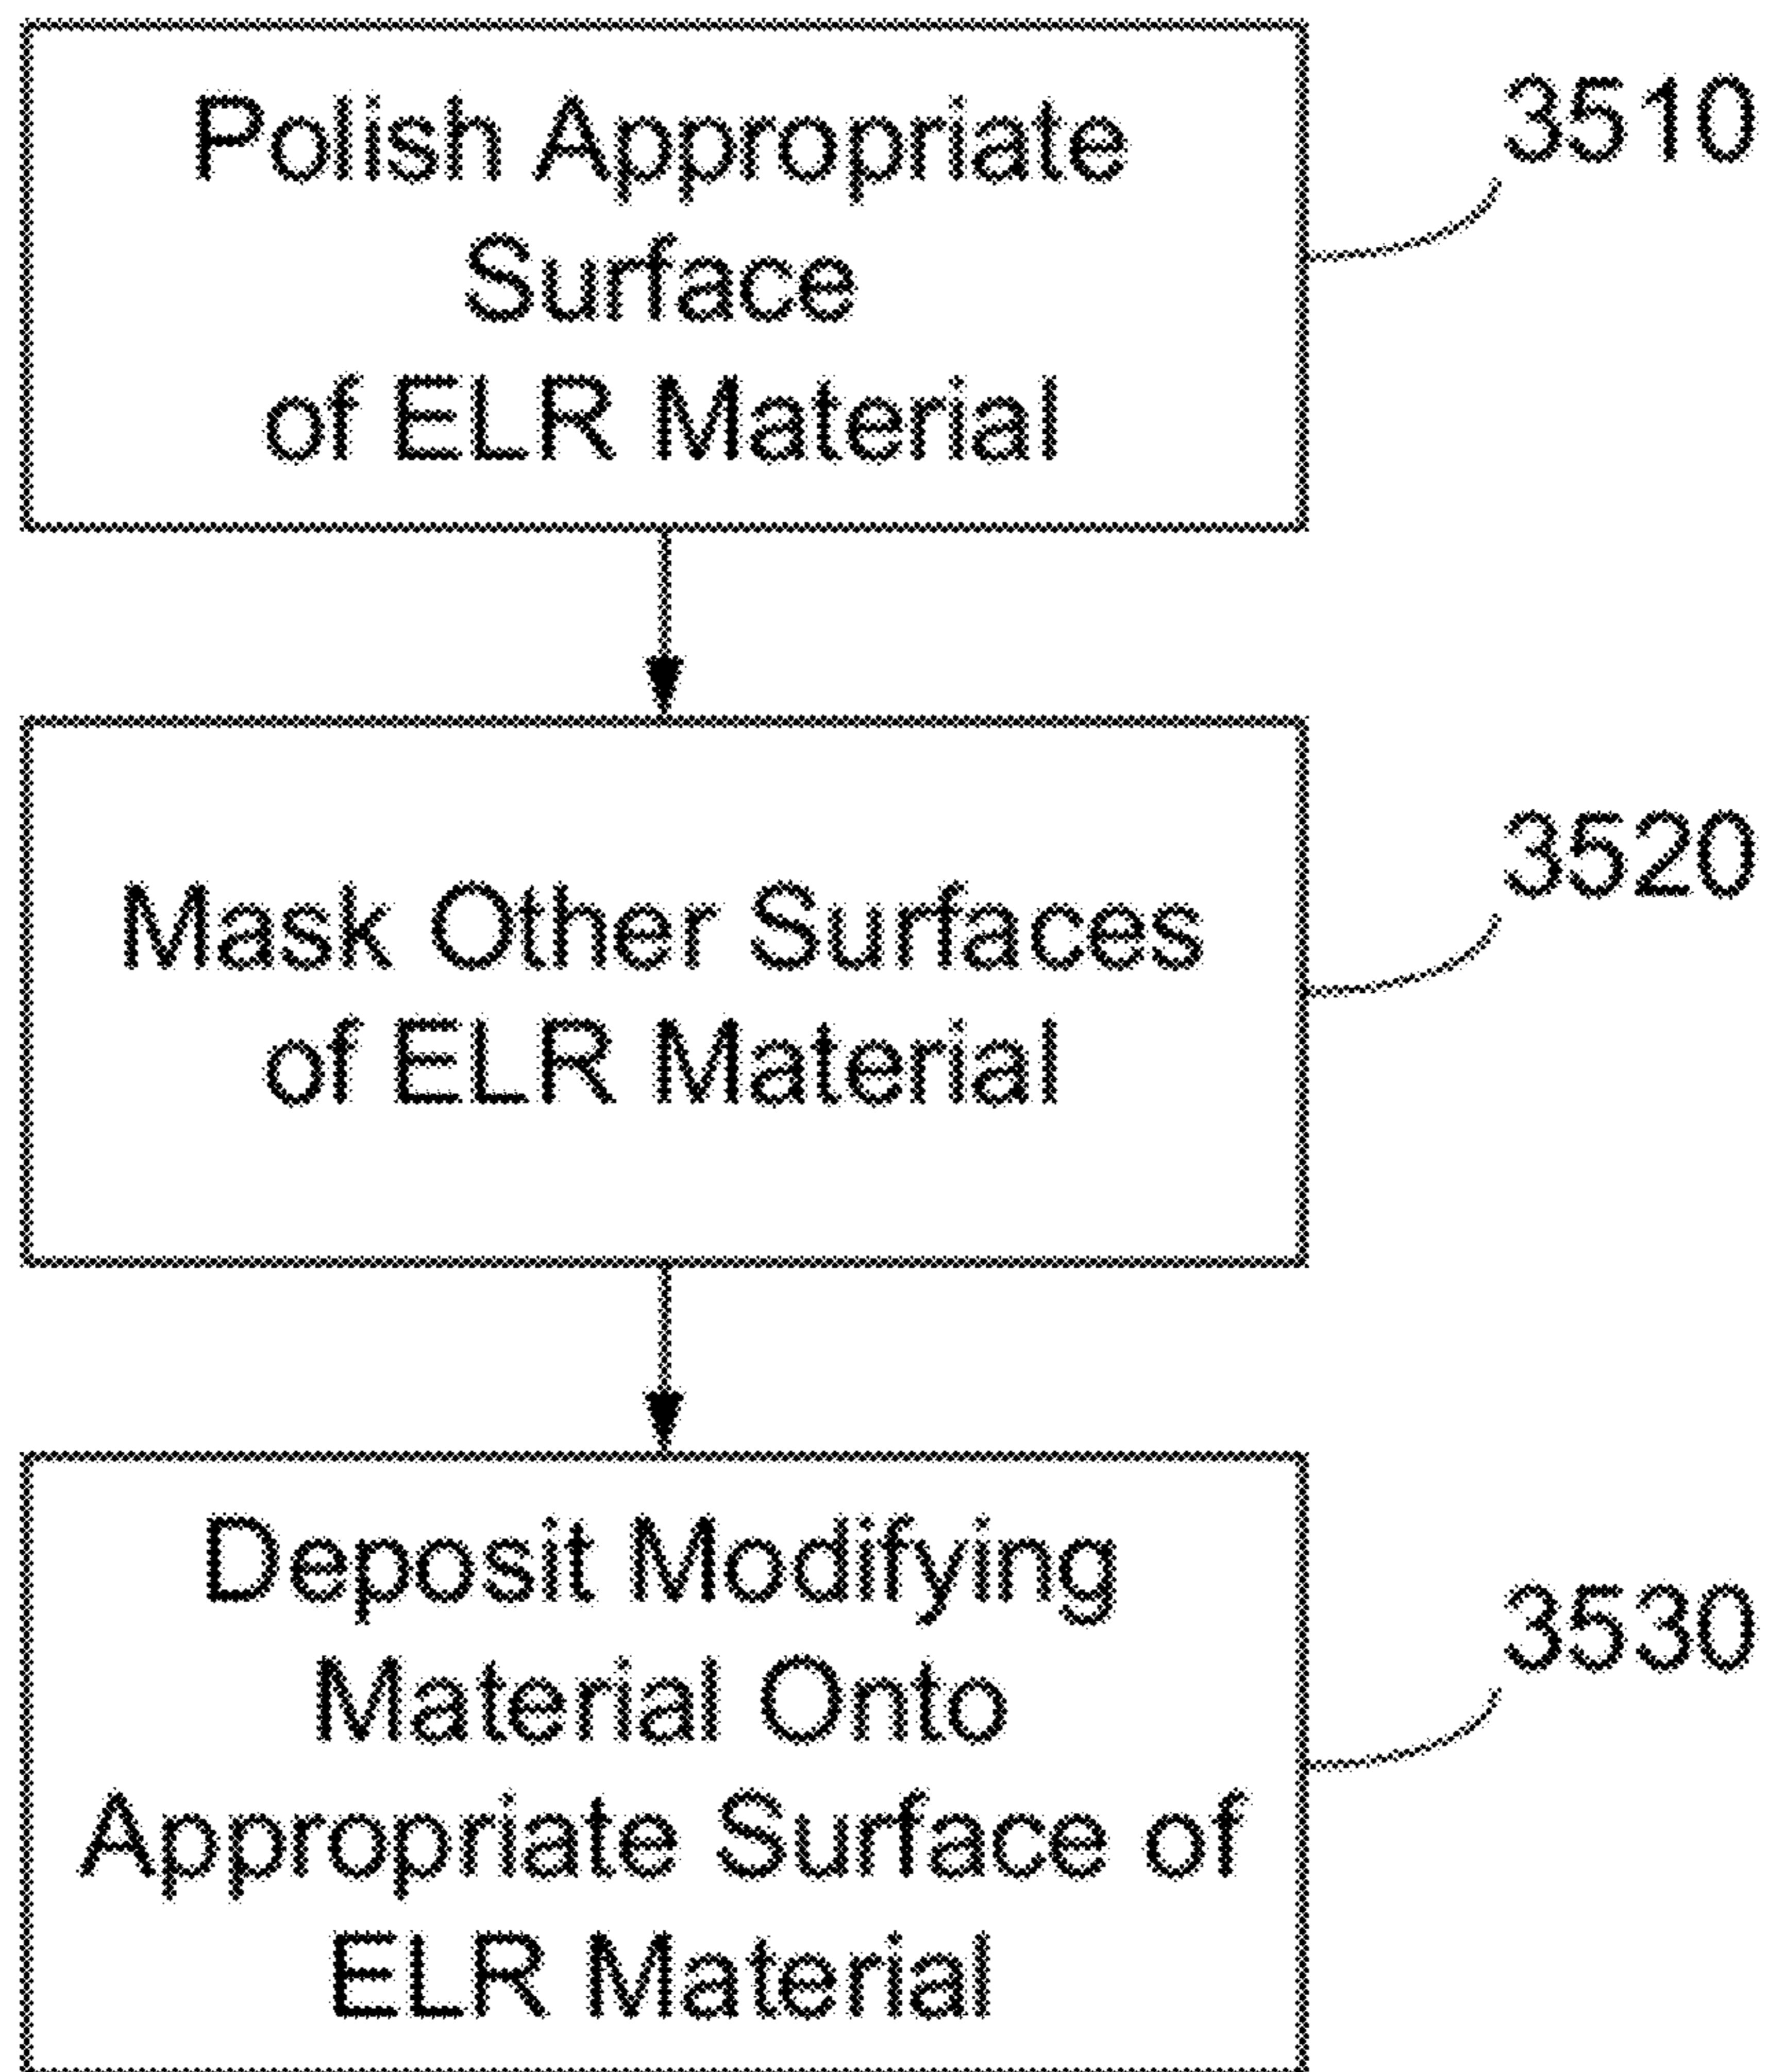 Polish Appropriate
Surface
of ELR Material
3510
Mask Other Surfaces
of ELR Material
3520
Deposit Modifying
Material Onto
Appropriate Surface of
ELR Material
3530